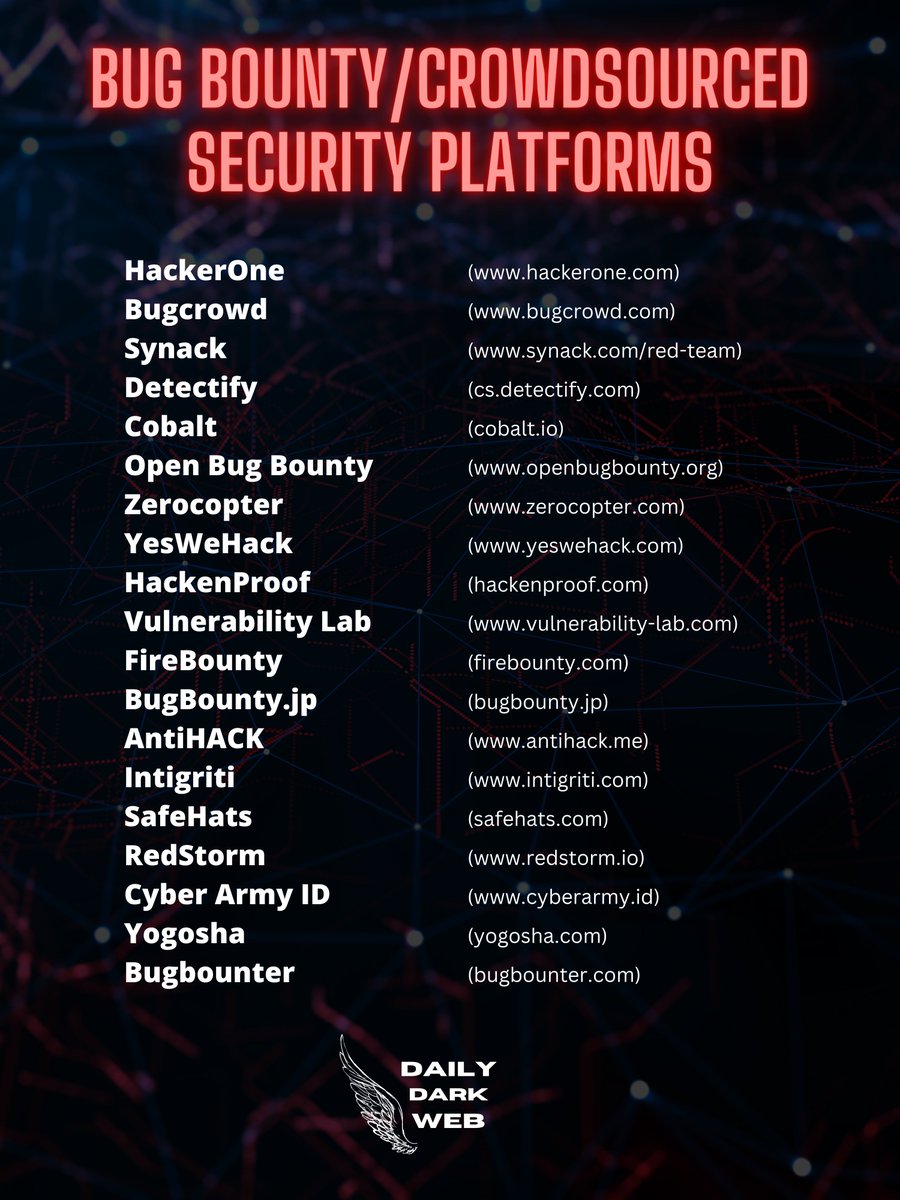 BUG BOUNTY/CROWDSOURCED
SECURITY PLATFORMS
HackerOne (www.hackerone.com)
Bugcrowd (www.bugcrowd.com)
Synack (www.synack.com/red-team)
Detectify (cs.detectify.com)
Cobalt (cobalt.io)
Open Bug Bounty (www.openbugbounty.org)
Zerocopter (www.zerocopter.com)
YesWeHack (www.yeswehack.com)
HackenProof (hackenproof.com)
Vulnerability Lab (www.vulnerability-lab.com)
FireBounty (firebounty.com)
BugBounty.jp (bugbounty.jp)
AntiHACK (www.antihack.me)
Intigriti (www.intigriti.com)
SafeHats (safehats.com)
RedStorm (www.redstorm.io)
Cyber Army ID (www.cyberarmy.id)
Yogosha (yogosha.com)
Bugbounter (bugbounter.com)
DAILY
DARK
WEB